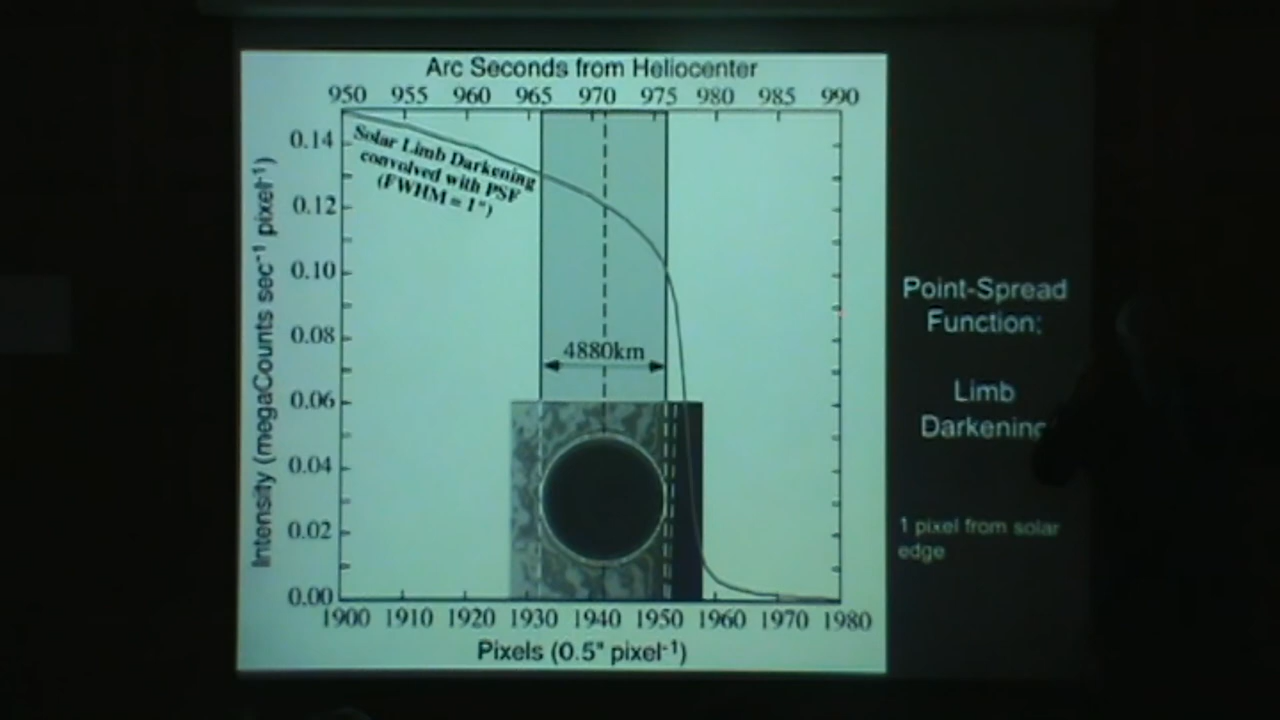 Arc Seconds from Heliocenter
950 955 960 965 970 975 980 985 990
Solar Limb Darkening
convolved with PSF
(FWHM = 1")
Intensity (megaCounts sec-1 pixel-1)
0.14
0.12
0.10
0.08
0.06
0.04
0.02
0.00
4880km
1900 1910 1920 1930 1940 1950 1960 1970 1980
Pixels (0.5" pixel-1)
Point-Spread
Function:
Limb
Darkening
1 pixel from solar
edge